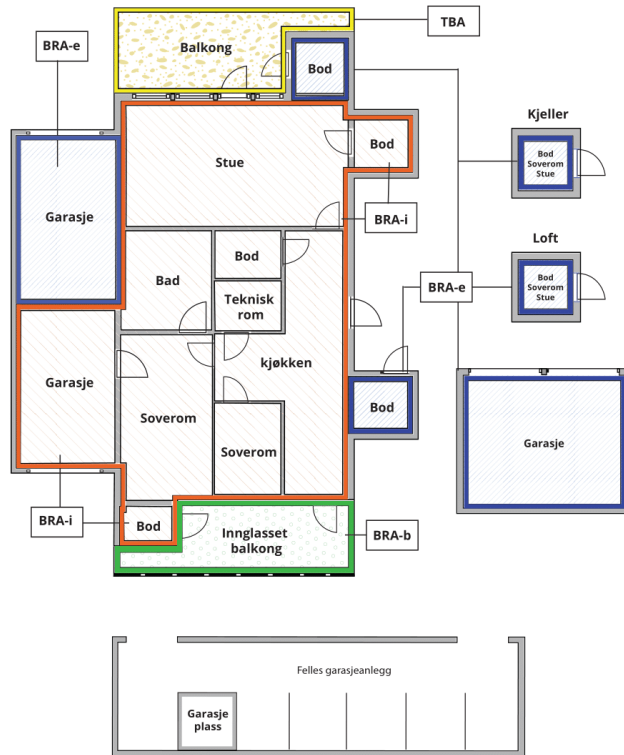 TBA
BRA-e
Balkong
Bod
Kjeller
Stue
Bod
Bod
Soverom
Stue
Garasje
BRA-i
Bod
Loft
Bad
Teknisk
rom
BRA-e
Bod
Soverom
Stue
Garasje
kjøkken
Soverom
Bod
Garasje
Soverom
BRA-i
Bod
Innglasset
balkong
BRA-b
Felles garasjeanlegg
Garasje
plass